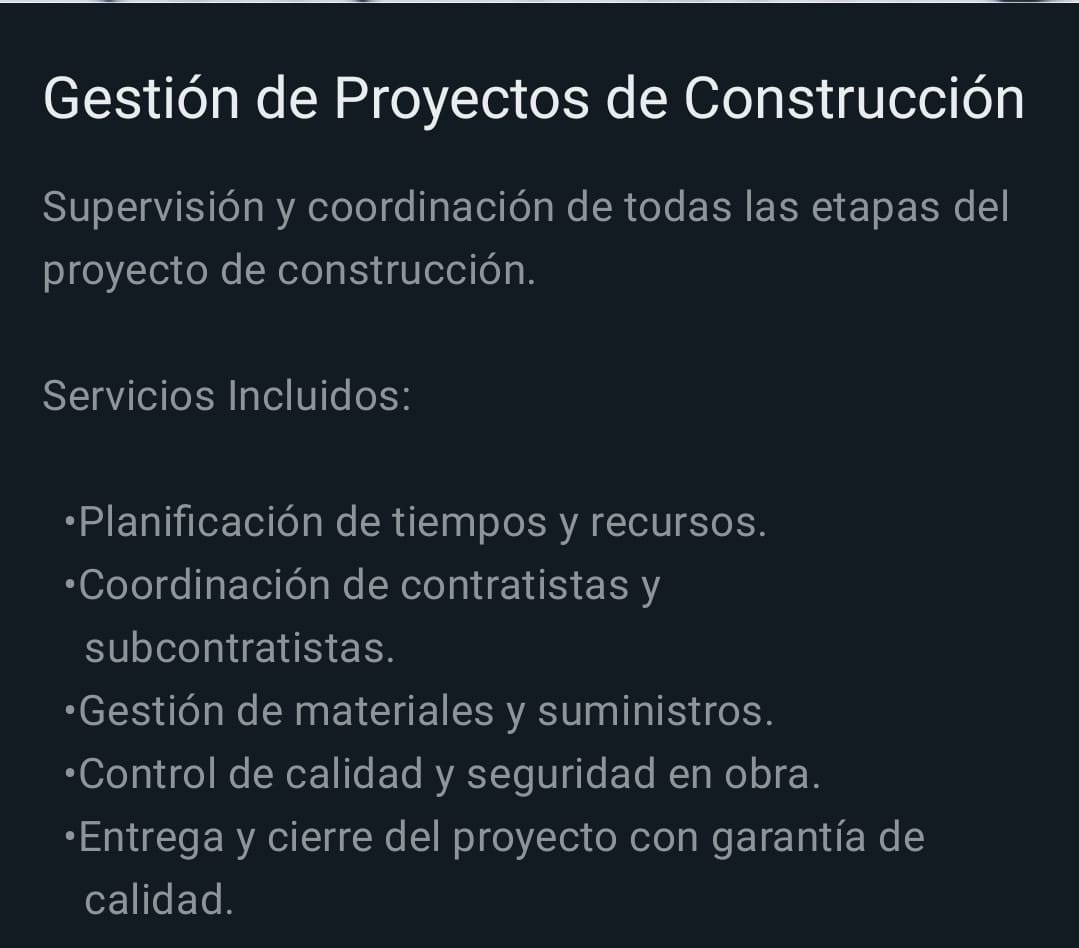 Gestión de Proyectos de Construcción
Supervisión y coordinación de todas las etapas del
proyecto de construcción.
Servicios Incluidos:
•Planificación de tiempos y recursos.
•Coordinación de contratistas y
subcontratistas.
•Gestión de materiales y suministros.
•Control de calidad y seguridad en obra.
•Entrega y cierre del proyecto con garantía de
calidad.